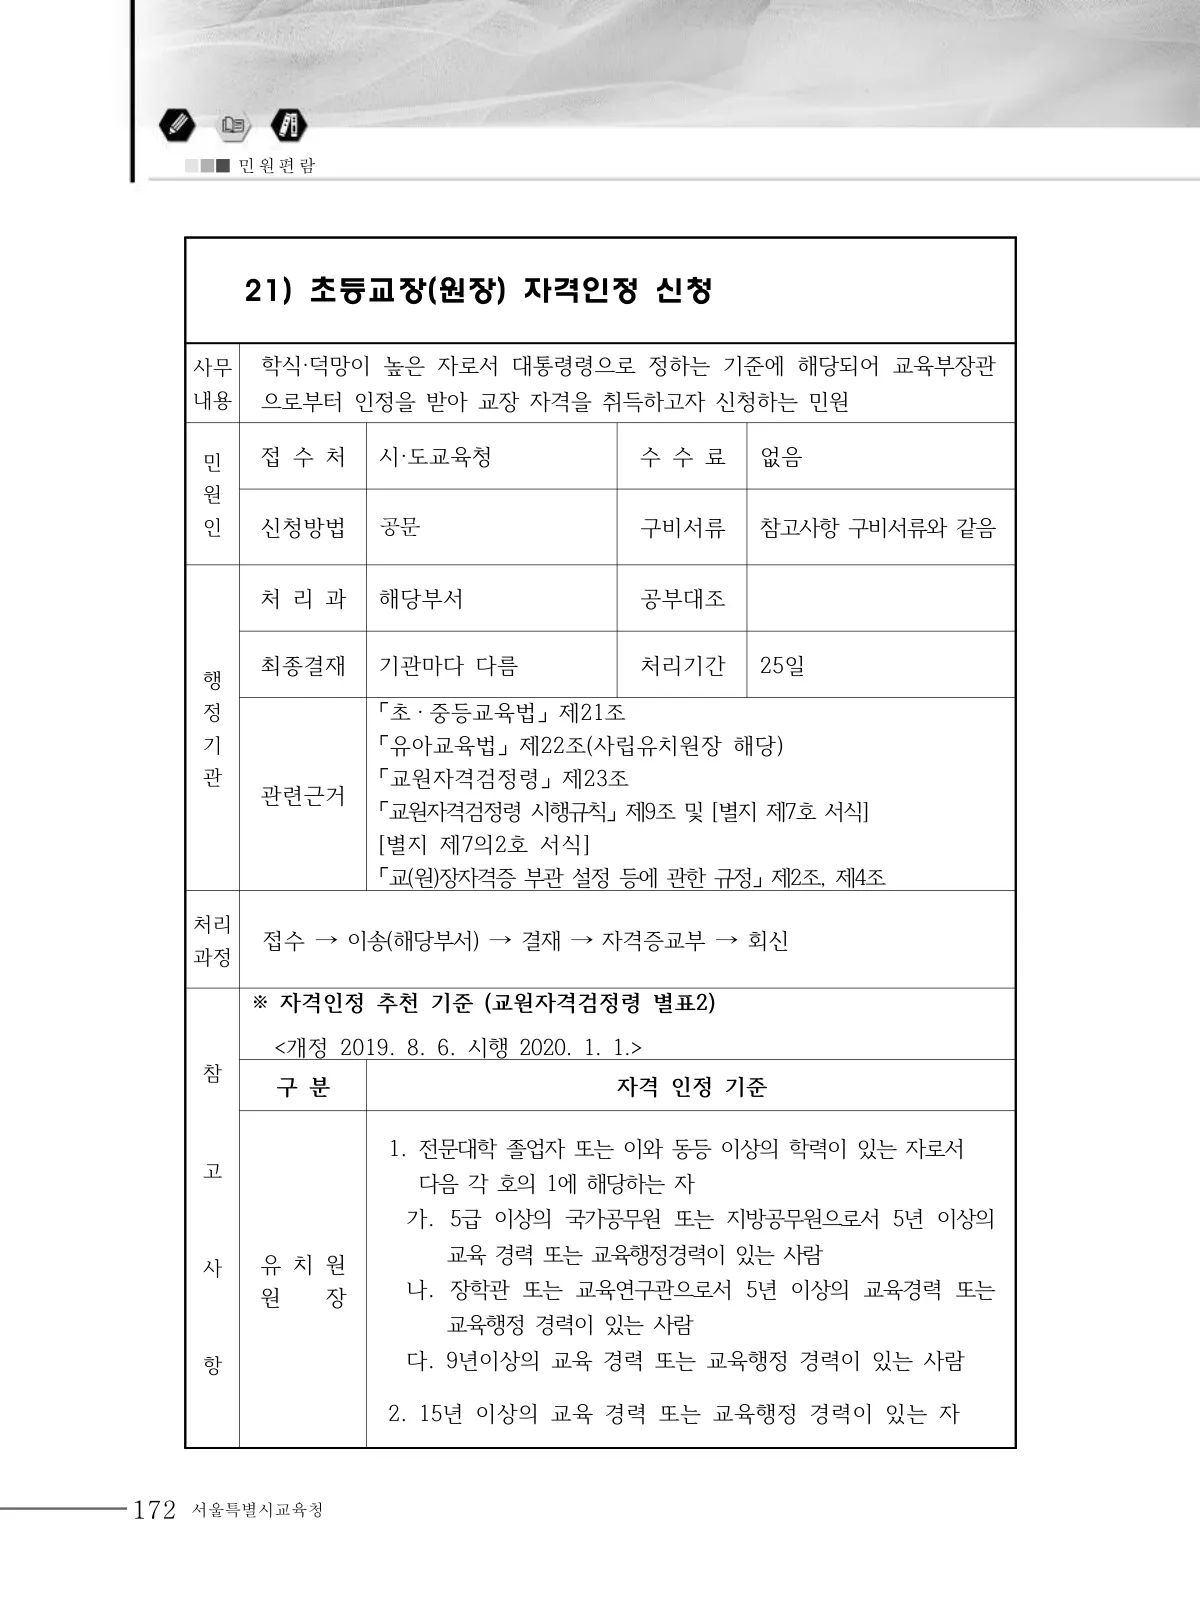 민원편람
21) 초등교장(원장) 자격인정 신청
사무
내용
학식·덕망이 높은 자로서 대통령령으로 정하는 기준에 해당되어 교육부장관
으로부터 인정을 받아 교장 자격을 취득하고자 신청하는 민원
민
원
인
접 수 처
시·도교육청
수 수 료
없음
신청방법
공문
구비서류
참고사항 구비서류와 같음
행
정
기
관
처 리 과
해당부서
공부대조
최종결재
기관마다 다름
처리기간
25일
관련근거
「초·중등교육법」 제21조
「유아교육법」 제22조(사립유치원장 해당)
「교원자격검정령」 제23조
「교원자격검정령 시행규칙」 제9조 및 [별지 제7호 서식]
[별지 제7의2호 서식]
「교(원)장자격증 부관 설정 등에 관한 규정」 제2조, 제4조
처리
과정
접수 → 이송(해당부서) → 결재 → 자격증교부 → 회신
참
고
사
항
※ 자격인정 추천 기준 (교원자격검정령 별표2)
<개정 2019. 8. 6. 시행 2020. 1. 1.>
구 분
자격 인정 기준
유 치 원
원 장
1. 전문대학 졸업자 또는 이와 동등 이상의 학력이 있는 자로서
다음 각 호의 1에 해당하는 자
가. 5급 이상의 국가공무원 또는 지방공무원으로서 5년 이상의
교육 경력 또는 교육행정경력이 있는 사람
나. 장학관 또는 교육연구관으로서 5년 이상의 교육경력 또는
교육행정 경력이 있는 사람
다. 9년이상의 교육 경력 또는 교육행정 경력이 있는 사람
2. 15년 이상의 교육 경력 또는 교육행정 경력이 있는 자
172 서울특별시교육청